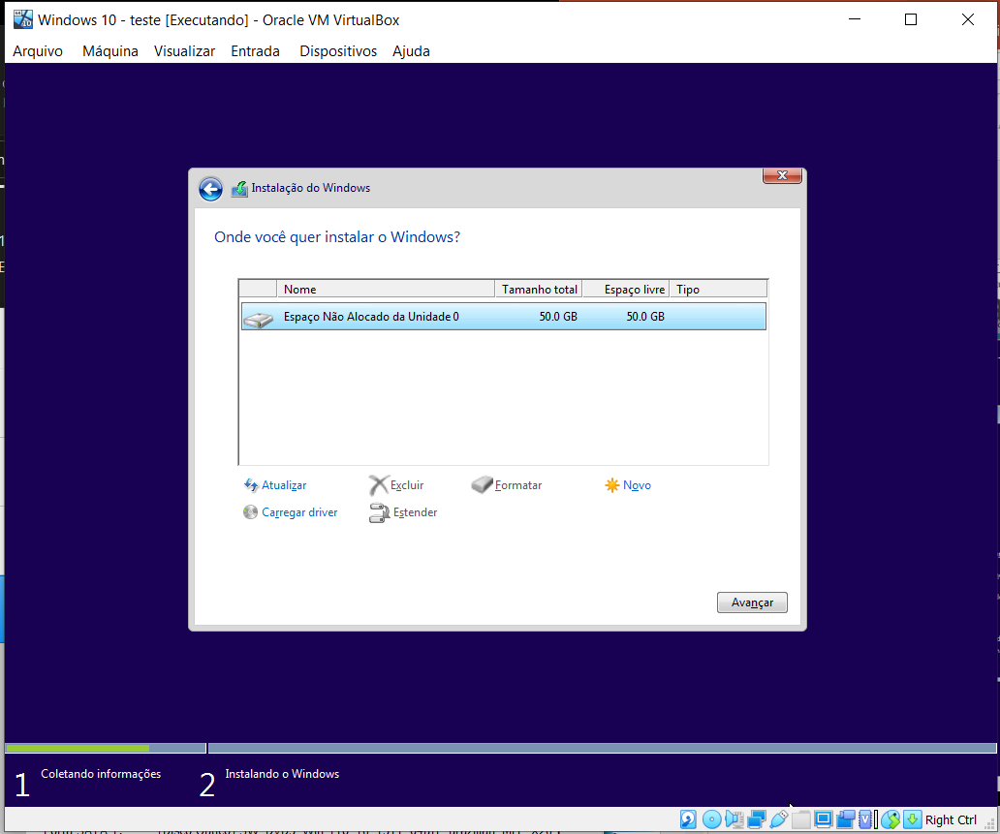 Windows 10 - teste [Executando] - Oracle VM VirtualBox
Arquivo Máquina Visualizar Entrada Dispositivos Ajuda
Instalação do Windows
Onde você quer instalar o Windows?
Nome Tamanho total Espaço livre Tipo
Espaço Não Alocado da Unidade 0 50.0 GB 50.0 GB
Atualizar Excluir Formatar Novo
Carregar driver Estender
Avançar
1 Coletando informações 2 Instalando o Windows
Right Ctrl